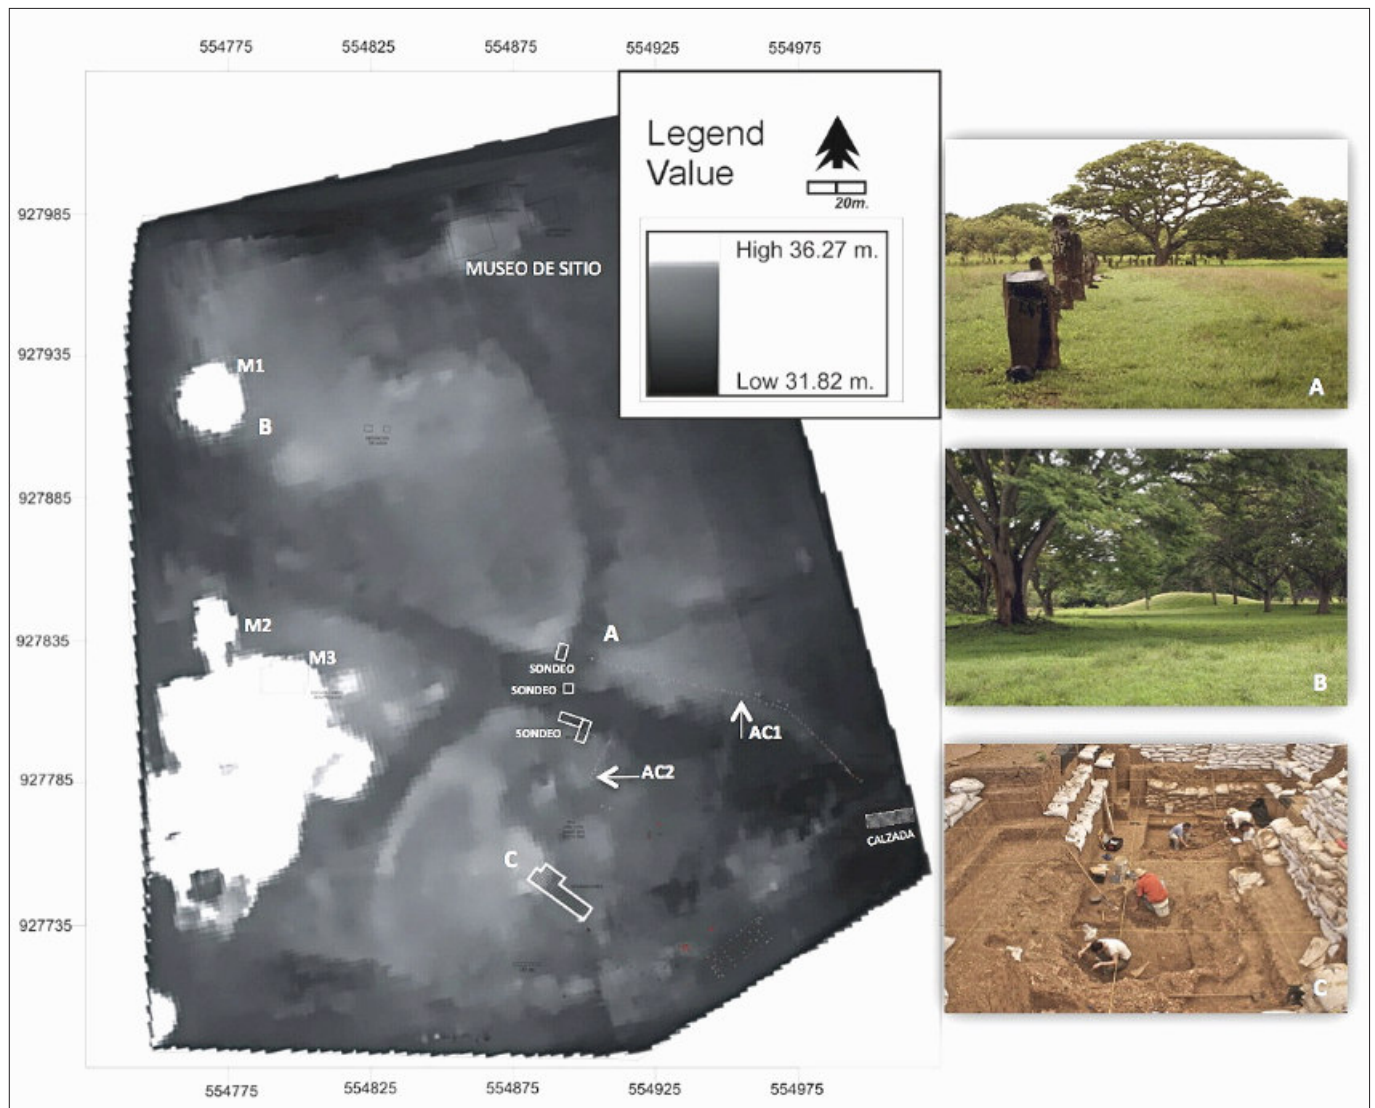 554775
554825
554875
554925
554975
Legend
Value
20m.
High 36.27 m.
Low 31.82 m.
927985
927935
927885
927835
927785
927735
MUSEO DE SITIO
M1
B
M2
M3
A
SONDEO
SONDEO
SONDEO
AC1
AC2
CALZADA
C
554775
554825
554875
554925
554975
A
B
C